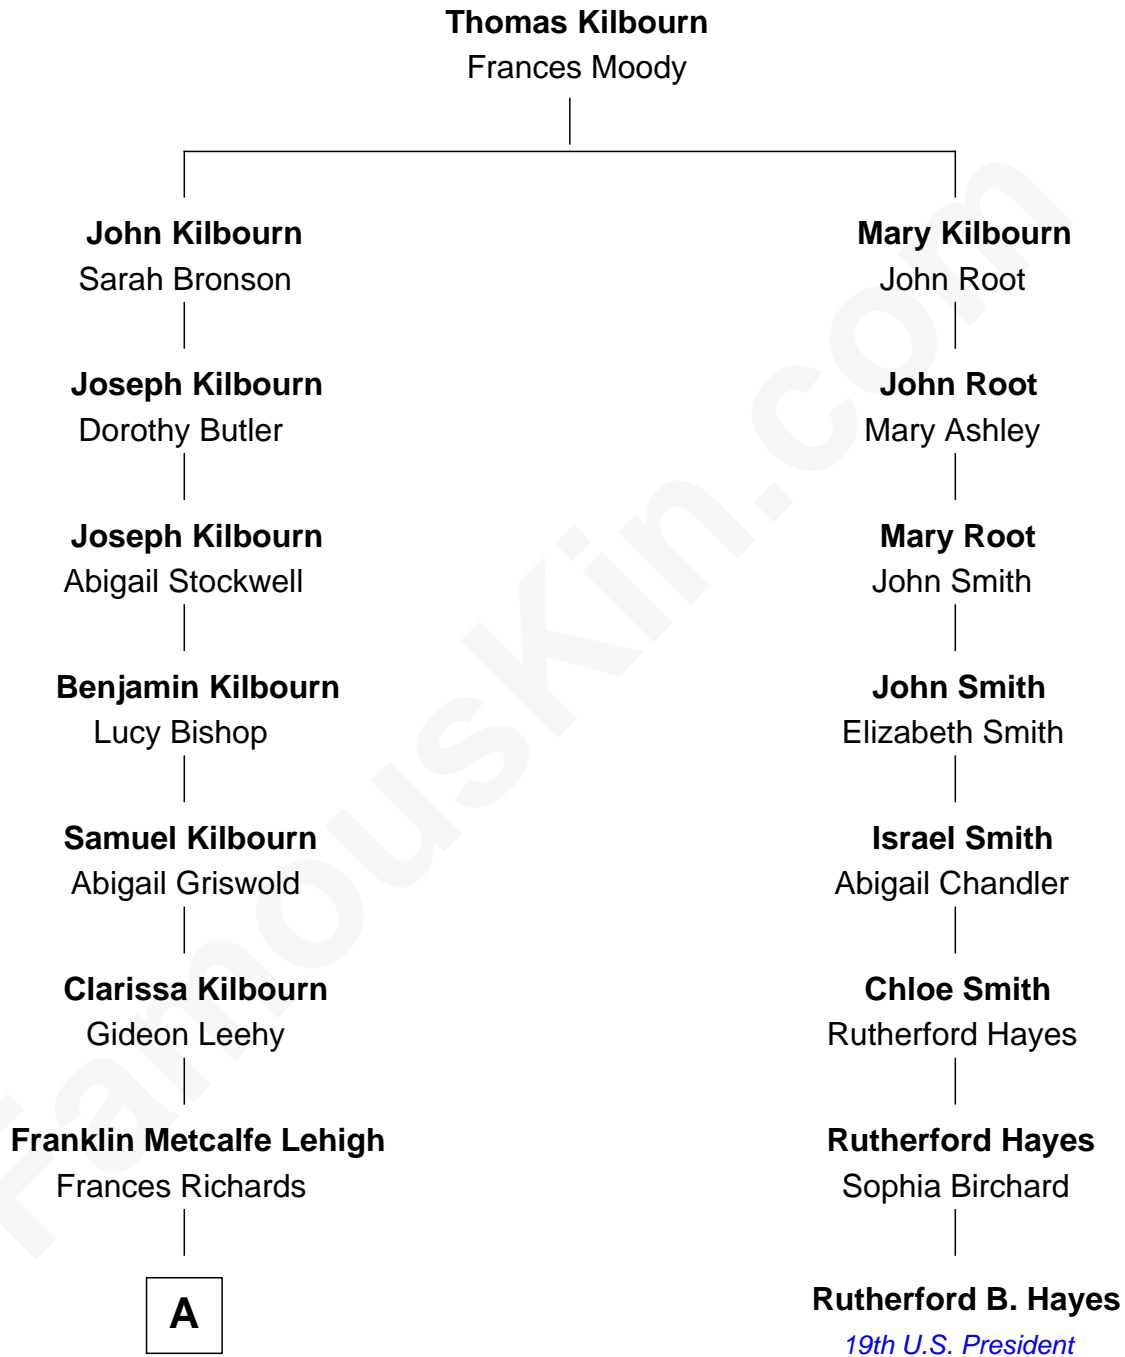 Thomas Kilbourn
Frances Moody
John Kilbourn
Sarah Bronson
Mary Kilbourn
John Root
Joseph Kilbourn
Dorothy Butler
John Root
Mary Ashley
Joseph Kilbourn
Abigail Stockwell
Mary Root
John Smith
Benjamin Kilbourn
Lucy Bishop
John Smith
Elizabeth Smith
Samuel Kilbourn
Abigail Griswold
Israel Smith
Abigail Chandler
Clarissa Kilbourn
Gideon Leehy
Chloe Smith
Rutherford Hayes
Franklin Metcalfe Lehigh
Frances Richards
Rutherford Hayes
Sophia Birchard
A
Rutherford B. Hayes
19th U.S. President
FamousKin.com